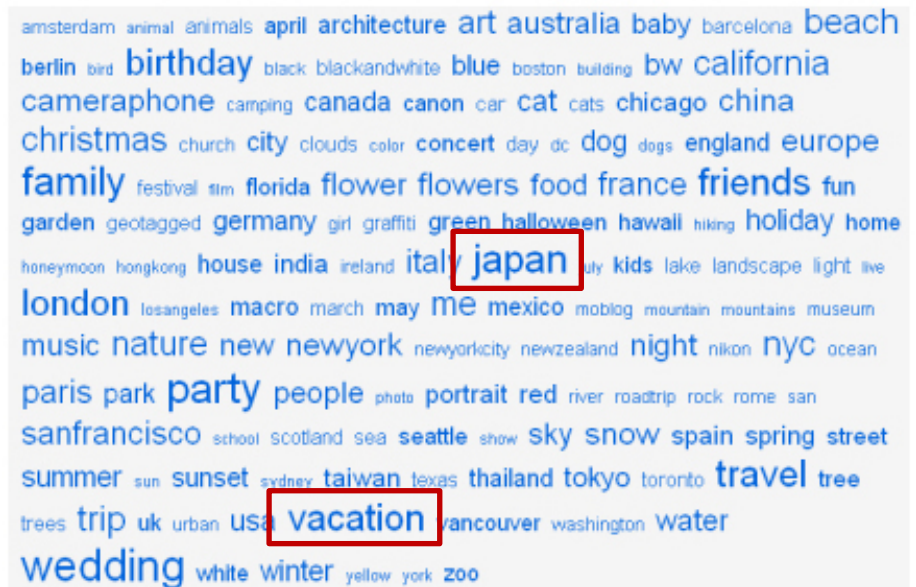 amsterdam animal animals april architecture art australia baby barcelona beach
berlin bird birthday black blackandwhite blue boston building bw california
cameraphone camping canada canon car cat cats chicago china
christmas church city clouds color concert day dc dog dogs england europe
family festival film florida flower flowers food france friends fun
garden geotagged germany girl graffiti green halloween hawaii hiking holiday home
honeymoon hongkong house india ireland italy japan july kids lake landscape light live
london losangeles macro march may me mexico moblog mountain mountains museum
music nature new newyork newyorkcity newzealand night nikon nyc ocean
paris park party people photo portrait red river roadtrip rock rome san
sanfrancisco school scotland sea seattle show sky snow spain spring street
summer sun sunset sydney taiwan texas thailand tokyo toronto travel tree
trees trip uk urban usa vacation vancouver washington water
wedding white winter yellow york zoo